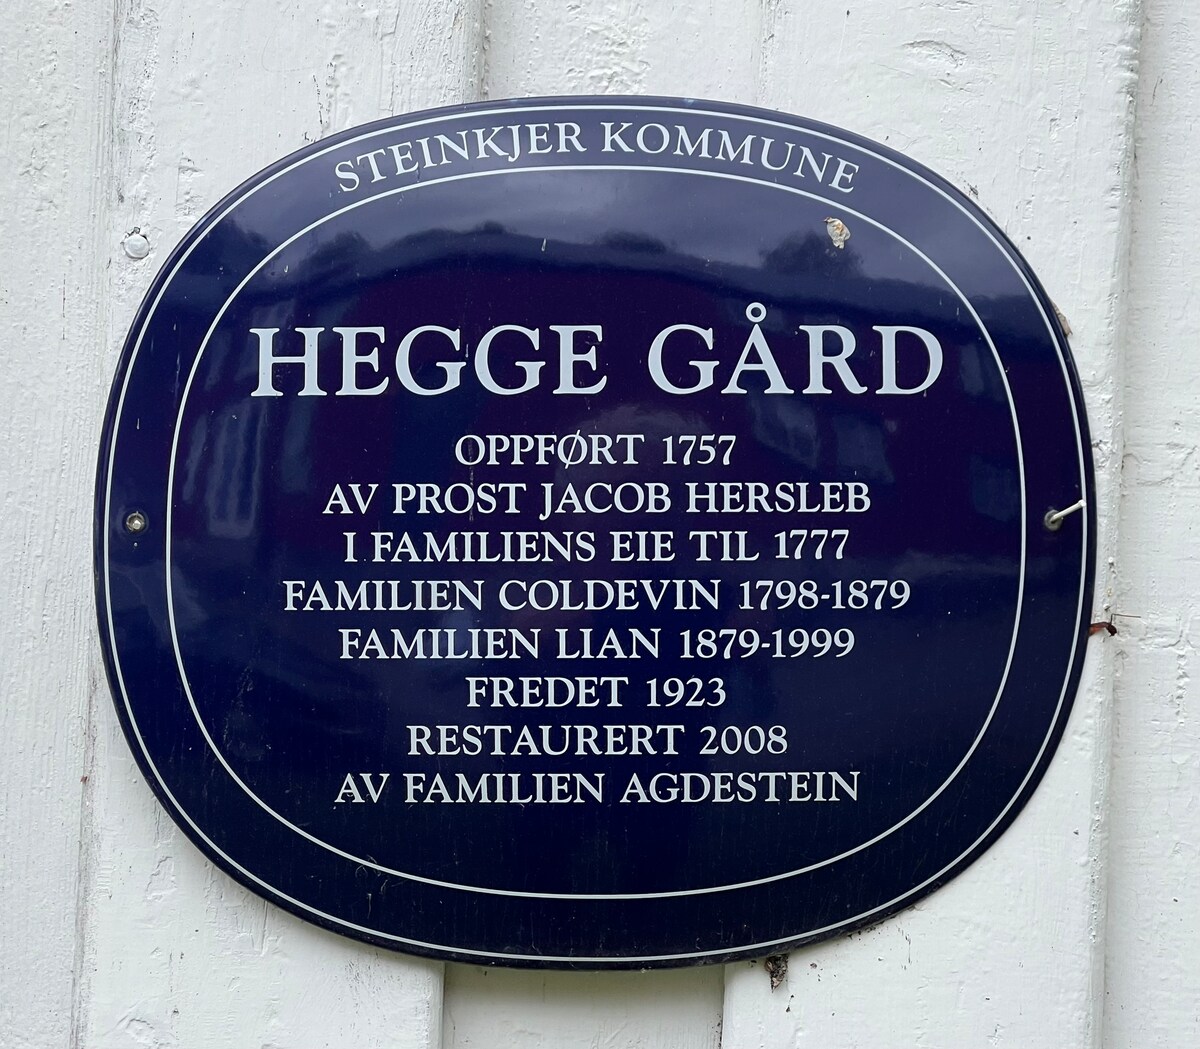 STEINKJER KOMMUNE
HEGGE GÅRD
OPPFØRT 1757
AV PROST JACOB HERSLEB
I FAMILIENS EIE TIL 1777
FAMILIEN COLDEVIN 1798-1879
FAMILIEN LIAN 1879-1999
FREDET 1923
RESTAURERT 2008
AV FAMILIEN AGDESTEIN